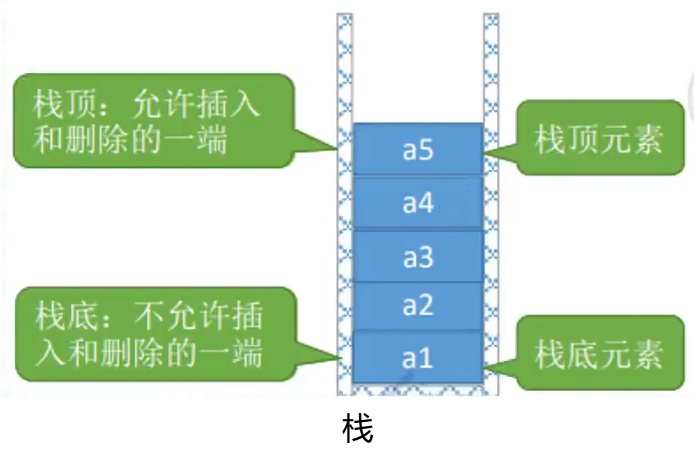 栈顶：允许插入
和删除的一端
a5
栈顶元素
a4
a3
a2
栈底：不允许插
入和删除的一端
a1
栈底元素
栈